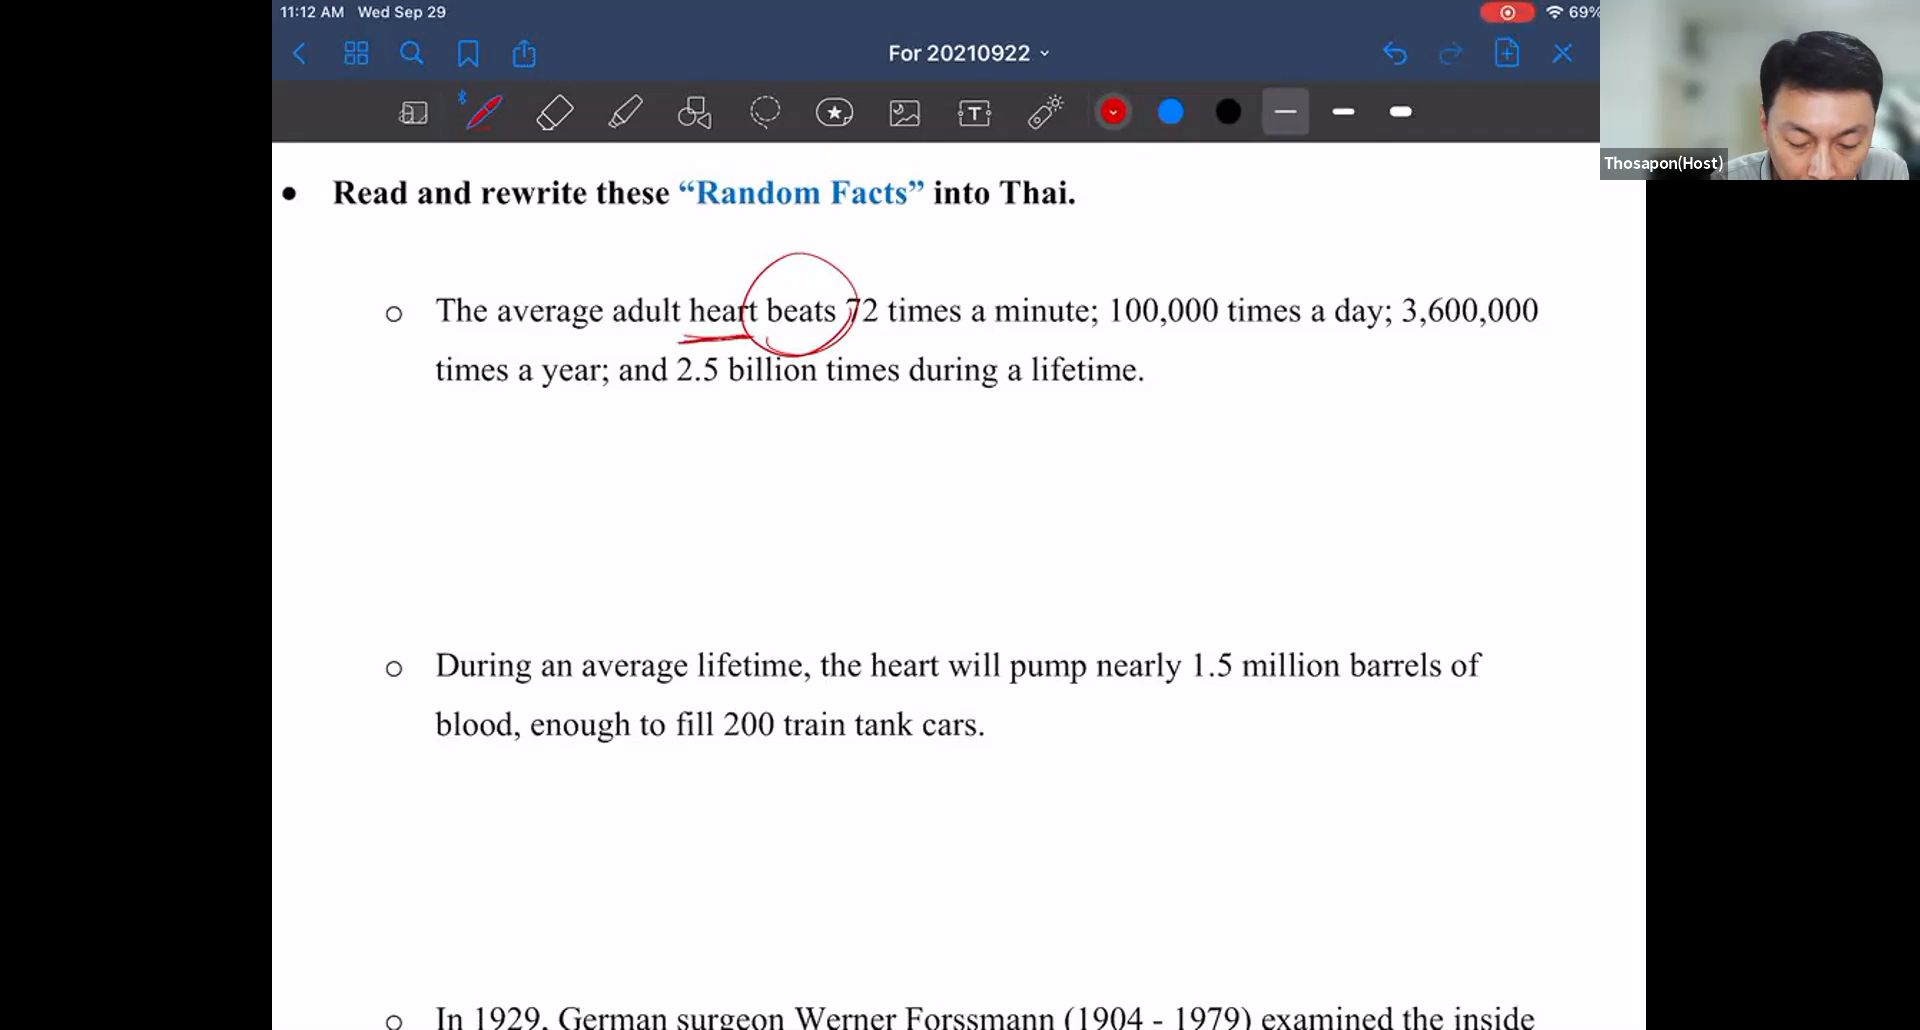 11:12 AM Wed Sep 29
69%
For 20210922
T
Thosapon(Host)
• Read and rewrite these “Random Facts” into Thai.
o The average adult heart beats 72 times a minute; 100,000 times a day; 3,600,000
times a year; and 2.5 billion times during a lifetime.
o During an average lifetime, the heart will pump nearly 1.5 million barrels of
blood, enough to fill 200 train tank cars.
o In 1929, German surgeon Werner Forssmann (1904 - 1979) examined the inside